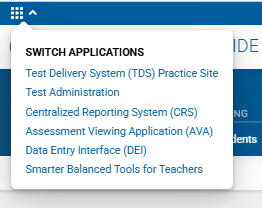 IDE
SWITCH APPLICATIONS
Test Delivery System (TDS) Practice Site
Test Administration
Centralized Reporting System (CRS)
ING
Assessment Viewing Application (AVA)
dents
Data Entry Interface (DEI)
Smarter Balanced Tools for Teachers